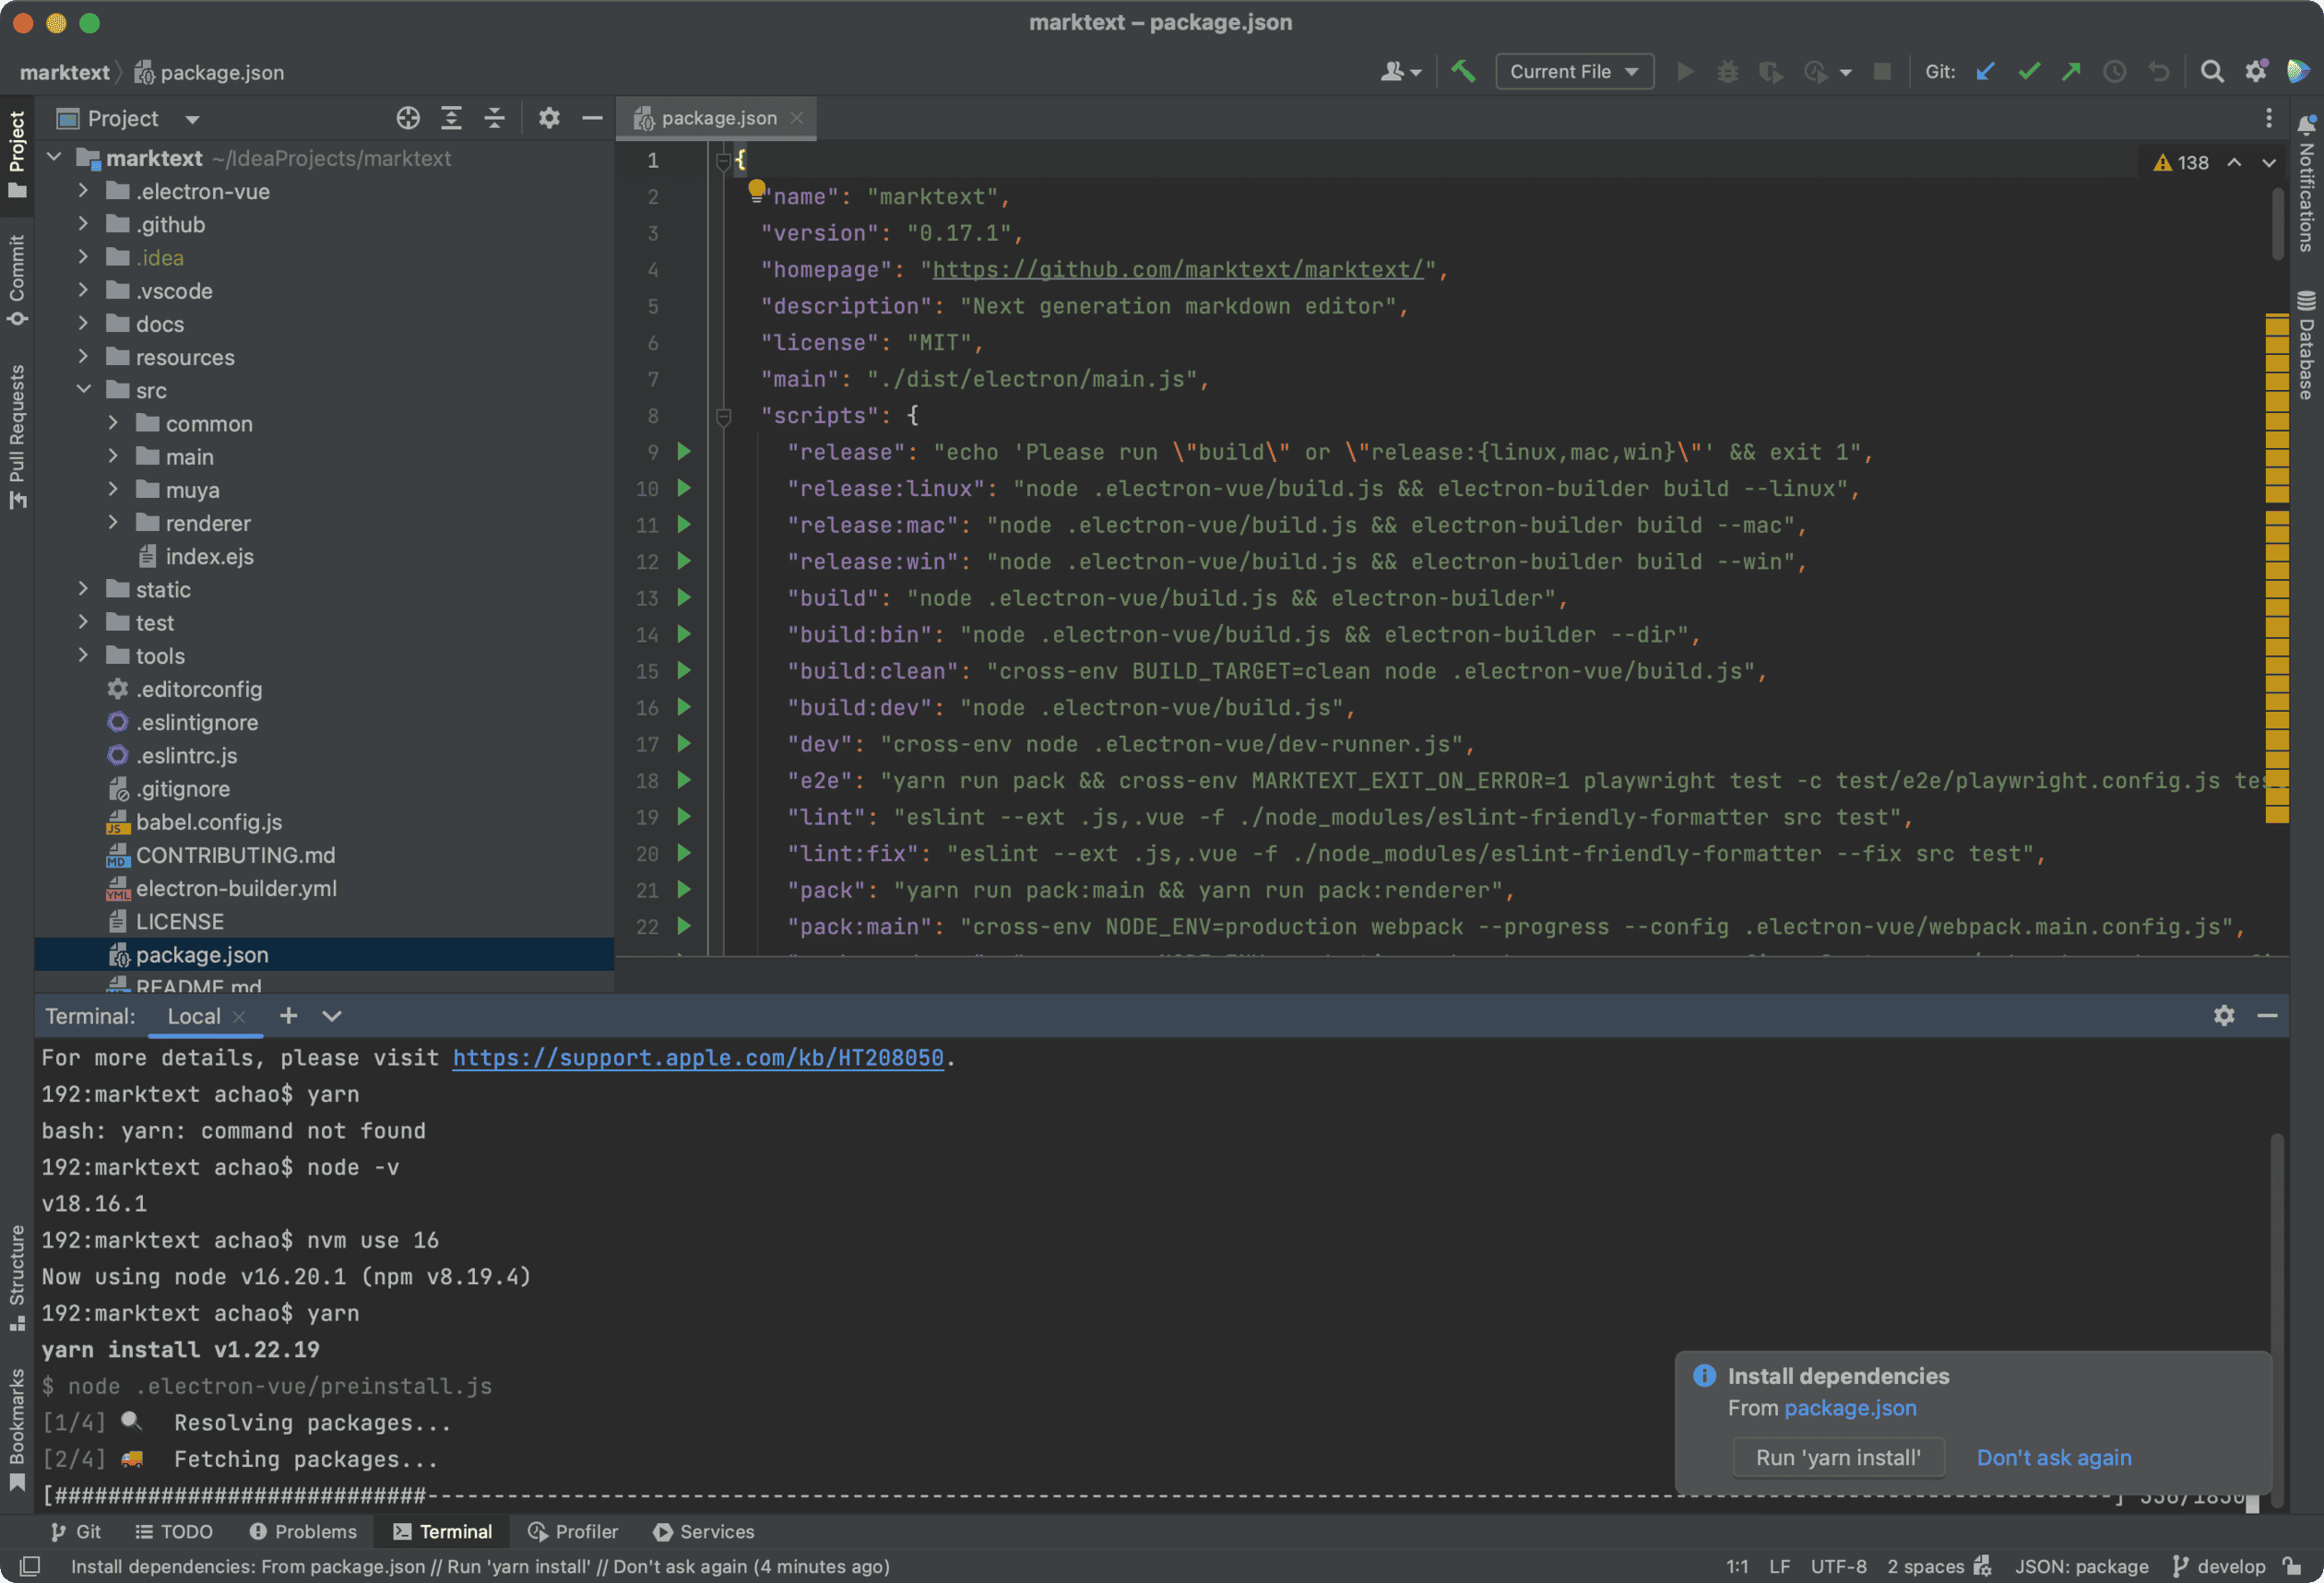 marktext – package.json
marktext package.json
Current File Git:
Project
package.json
marktext ~/IdeaProjects/marktext
.electron-vue
.github
.idea
.vscode
docs
resources
src
common
main
muya
renderer
index.ejs
static
test
tools
.editorconfig
.eslintignore
.eslintrc.js
.gitignore
babel.config.js
CONTRIBUTING.md
electron-builder.yml
LICENSE
package.json
README.md
Project
Commit
Pull Requests
Structure
Bookmarks
138
1 {
2 "name": "marktext",
3 "version": "0.17.1",
4 "homepage": "https://github.com/marktext/marktext/",
5 "description": "Next generation markdown editor",
6 "license": "MIT",
7 "main": "./dist/electron/main.js",
8 "scripts": {
9 "release": "echo 'Please run \"build\" or \"release:{linux,mac,win}\"' && exit 1",
10 "release:linux": "node .electron-vue/build.js && electron-builder build --linux",
11 "release:mac": "node .electron-vue/build.js && electron-builder build --mac",
12 "release:win": "node .electron-vue/build.js && electron-builder build --win",
13 "build": "node .electron-vue/build.js && electron-builder",
14 "build:bin": "node .electron-vue/build.js && electron-builder --dir",
15 "build:clean": "cross-env BUILD_TARGET=clean node .electron-vue/build.js",
16 "build:dev": "node .electron-vue/build.js",
17 "dev": "cross-env node .electron-vue/dev-runner.js",
18 "e2e": "yarn run pack && cross-env MARKTEXT_EXIT_ON_ERROR=1 playwright test -c test/e2e/playwright.config.js tes
19 "lint": "eslint --ext .js,.vue -f ./node_modules/eslint-friendly-formatter src test",
20 "lint:fix": "eslint --ext .js,.vue -f ./node_modules/eslint-friendly-formatter --fix src test",
21 "pack": "yarn run pack:main && yarn run pack:renderer",
22 "pack:main": "cross-env NODE_ENV=production webpack --progress --config .electron-vue/webpack.main.config.js",
Notifications
Database
Terminal: Local
For more details, please visit https://support.apple.com/kb/HT208050.
192:marktext achao$ yarn
bash: yarn: command not found
192:marktext achao$ node -v
v18.16.1
192:marktext achao$ nvm use 16
Now using node v16.20.1 (npm v8.19.4)
192:marktext achao$ yarn
yarn install v1.22.19
$ node .electron-vue/preinstall.js
[1/4] 🔍 Resolving packages...
[2/4] 🚚 Fetching packages...
Install dependencies
From package.json
Run 'yarn install' Don't ask again
Git TODO Problems Terminal Profiler Services
Install dependencies: From package.json // Run 'yarn install' // Don't ask again (4 minutes ago)
1:1 LF UTF-8 2 spaces JSON: package develop